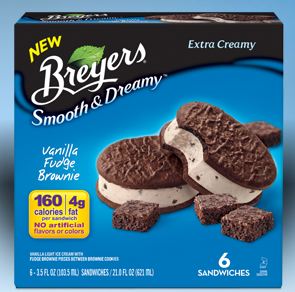 NEW
Breyers
Smooth & Dreamy™
Extra Creamy
Vanilla
Fudge
Brownie
160 4g
calories fat
per sandwich
NO artificial
flavors or colors
VANILLA LIGHT ICE CREAM WITH
FUDGE BROWNIE PIECES BETWEEN BROWNIE COOKIES
6 - 3.5 FL OZ (103.5 mL) SANDWICHES / 21.0 FL OZ (621 mL)
6
SANDWICHES